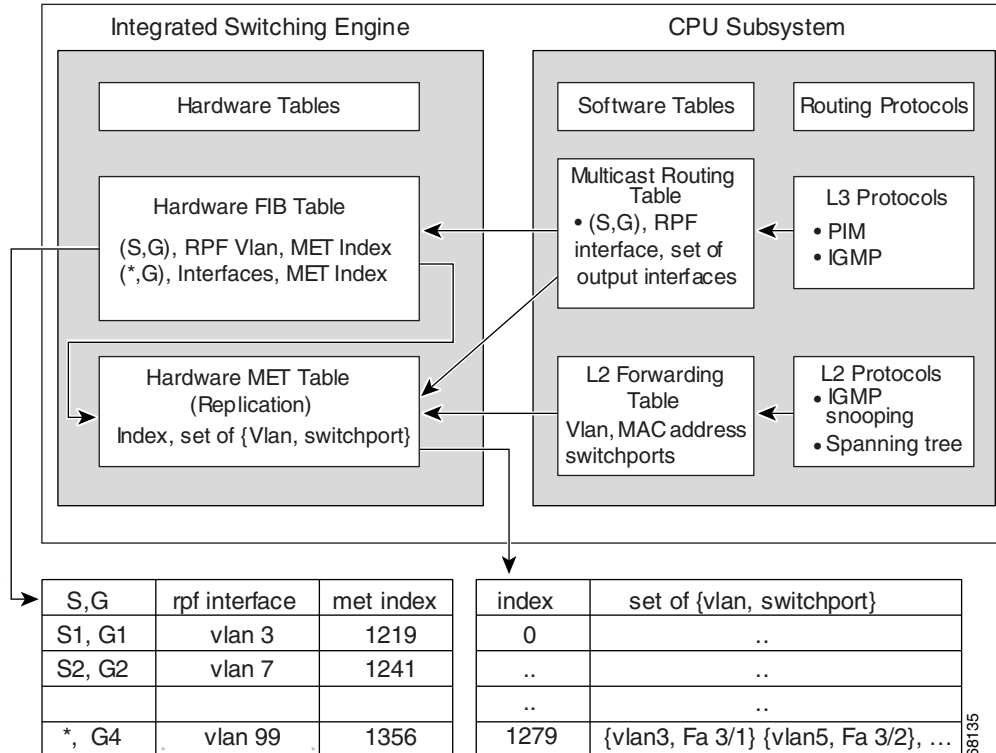 Integrated Switching Engine
CPU Subsystem
Hardware Tables
Software Tables
Routing Protocols
Hardware FIB Table
(S,G), RPF Vlan, MET Index
(*,G), Interfaces, MET Index
Multicast Routing
Table
• (S,G), RPF
interface, set of
output interfaces
L3 Protocols
• PIM
• IGMP
Hardware MET Table
(Replication)
Index, set of {Vlan, switchport}
L2 Forwarding
Table
Vlan, MAC address
switchports
L2 Protocols
• IGMP
snooping
• Spanning tree
S,G rpf interface met index
S1, G1 vlan 3 1219
S2, G2 vlan 7 1241
*, G4 vlan 99 1356
index set of {vlan, switchport}
0 ..
.. ..
.. ..
1279 {vlan3, Fa 3/1} {vlan5, Fa 3/2}, ...
68135